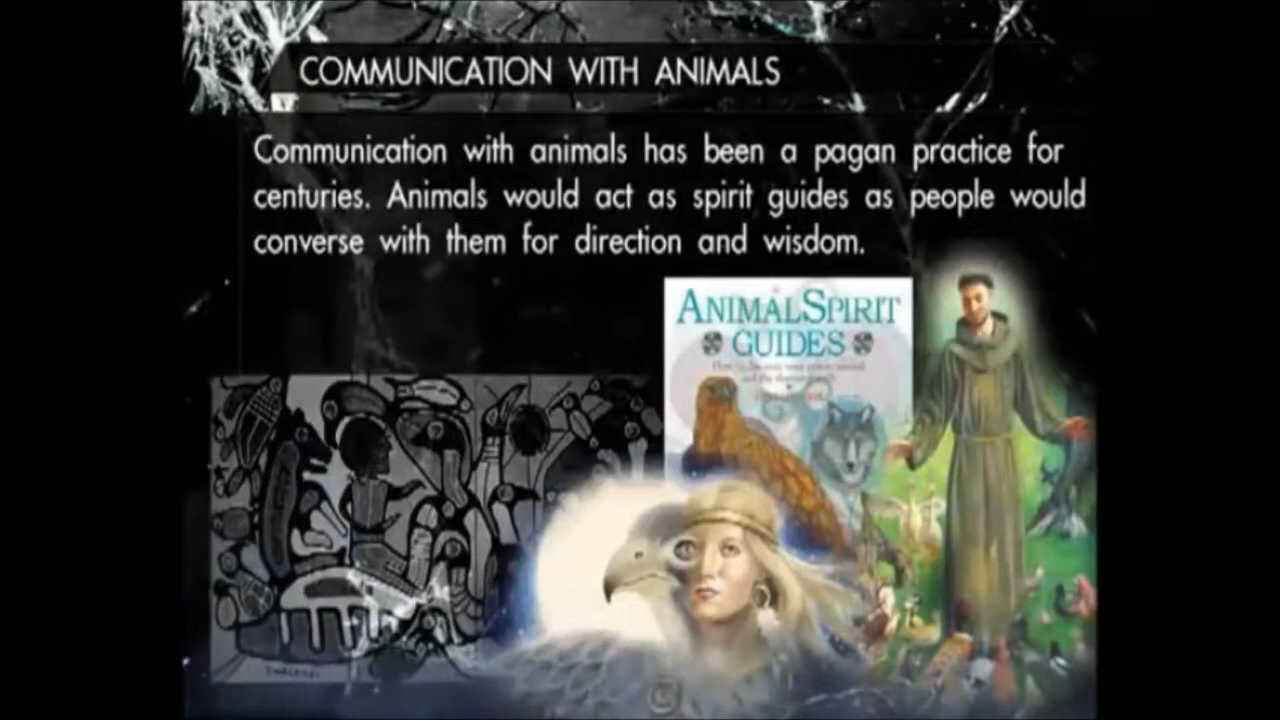 COMMUNICATION WITH ANIMALS
Communication with animals has been a pagan practice for
centuries. Animals would act as spirit guides as people would
converse with them for direction and wisdom.
ANIMAL SPIRIT
GUIDES